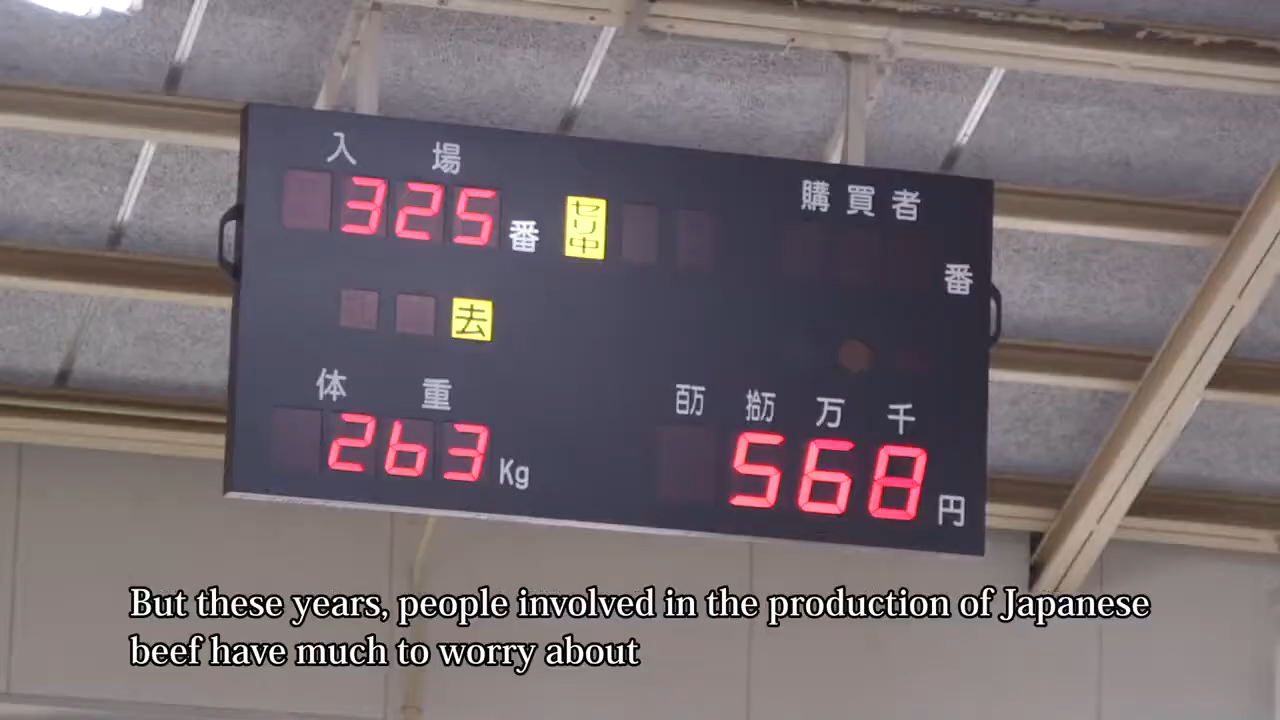 入場
325番 セリ中
購買者
番
去
体重
263Kg
百万 拾万 万 千
568円
But these years, people involved in the production of Japanese
beef have much to worry about